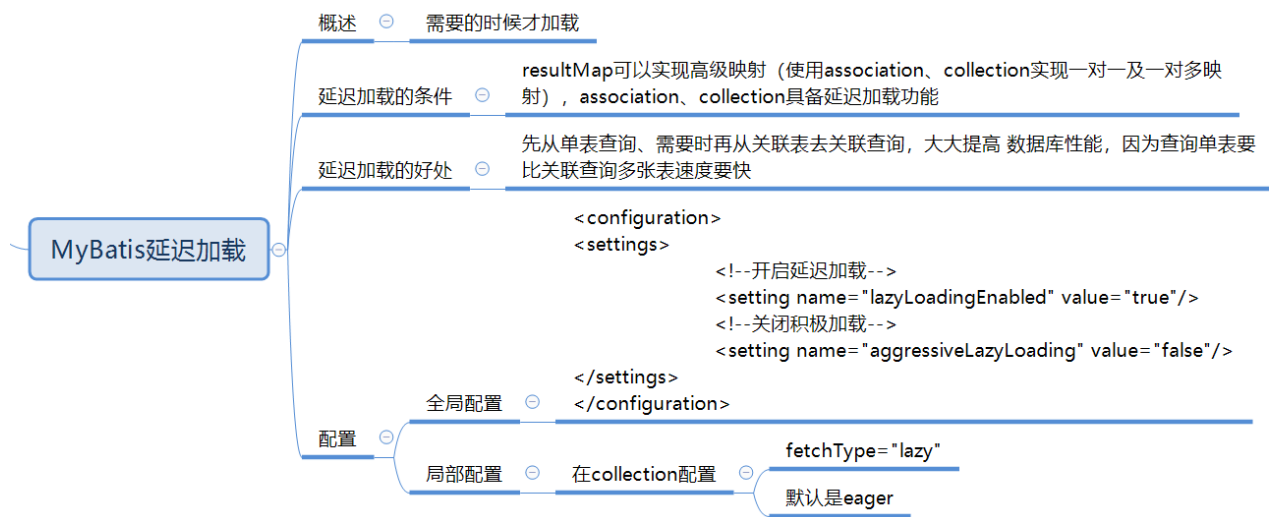 概述
需要的时候才加载
resultMap可以实现高级映射（使用association、collection实现一对一及一对多映
射），association、collection具备延迟加载功能
延迟加载的条件
先从单表查询、需要时再从关联表去关联查询，大大提高 数据库性能，因为查询单表要
比关联查询多张表速度要快
延迟加载的好处
MyBatis延迟加载
<configuration>
<settings>
<!--开启延迟加载-->
<setting name="lazyLoadingEnabled" value="true"/>
<!--关闭积极加载-->
<setting name="aggressiveLazyLoading" value="false"/>
</settings>
</configuration>
全局配置
配置
局部配置
在collection配置
fetchType="lazy"
默认是eager